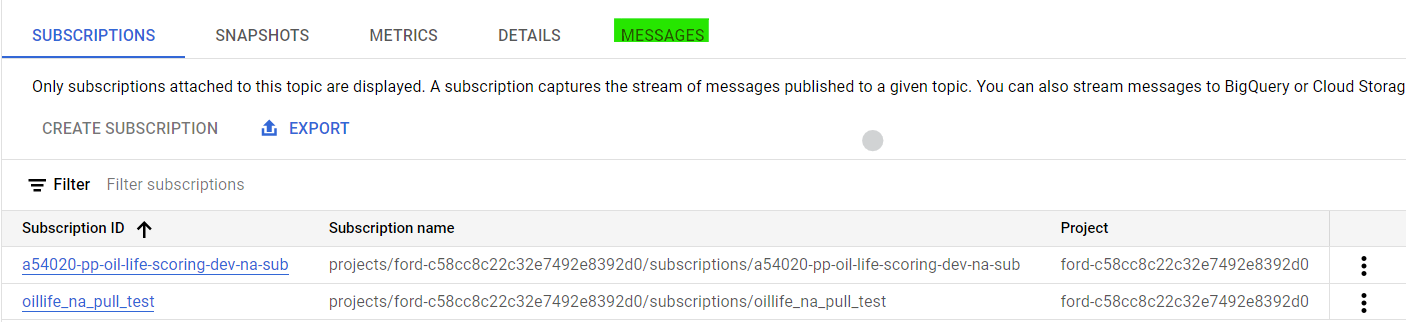 SUBSCRIPTIONS SNAPSHOTS METRICS DETAILS MESSAGES
Only subscriptions attached to this topic are displayed. A subscription captures the stream of messages published to a given topic. You can also stream messages to BigQuery or Cloud Storag
CREATE SUBSCRIPTION EXPORT
Filter Filter subscriptions
Subscription ID Subscription name Project
a54020-pp-oil-life-scoring-dev-na-sub projects/ford-c58cc8c22c32e7492e8392d0/subscriptions/a54020-pp-oil-life-scoring-dev-na-sub ford-c58cc8c22c32e7492e8392d0
oillife_na_pull_test projects/ford-c58cc8c22c32e7492e8392d0/subscriptions/oillife_na_pull_test ford-c58cc8c22c32e7492e8392d0